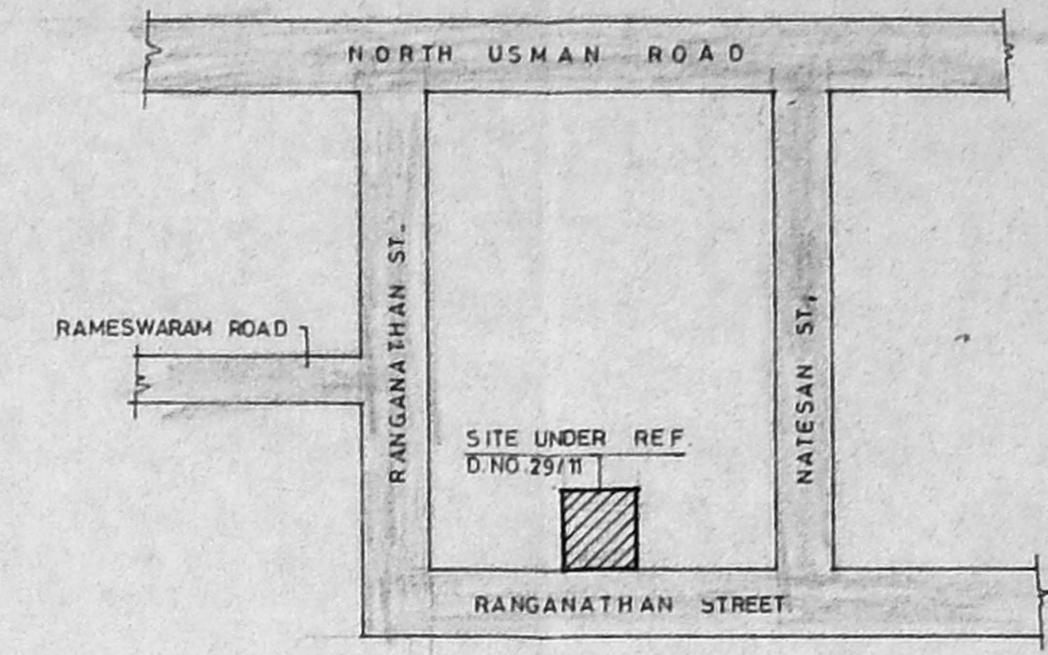 NORTH USMAN ROAD
RANGANATHAN ST.
NATESAN ST.,
RAMESWARAM ROAD
SITE UNDER REF.
D.NO.29/11
RANGANATHAN STREET.